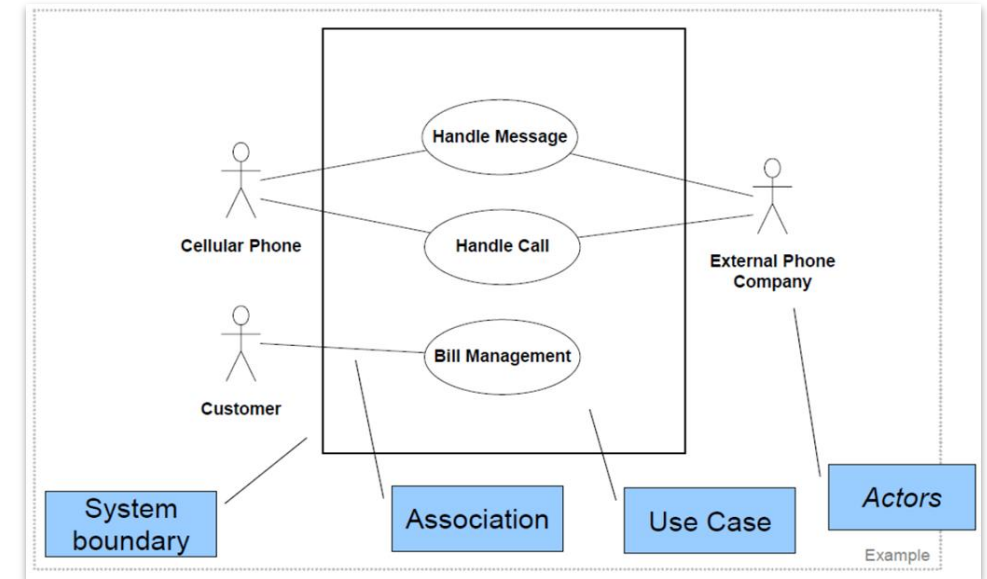 Handle Message
Cellular Phone
Handle Call
External Phone
Company
Bill Management
Customer
System
boundary
Association
Use Case
Actors
Example